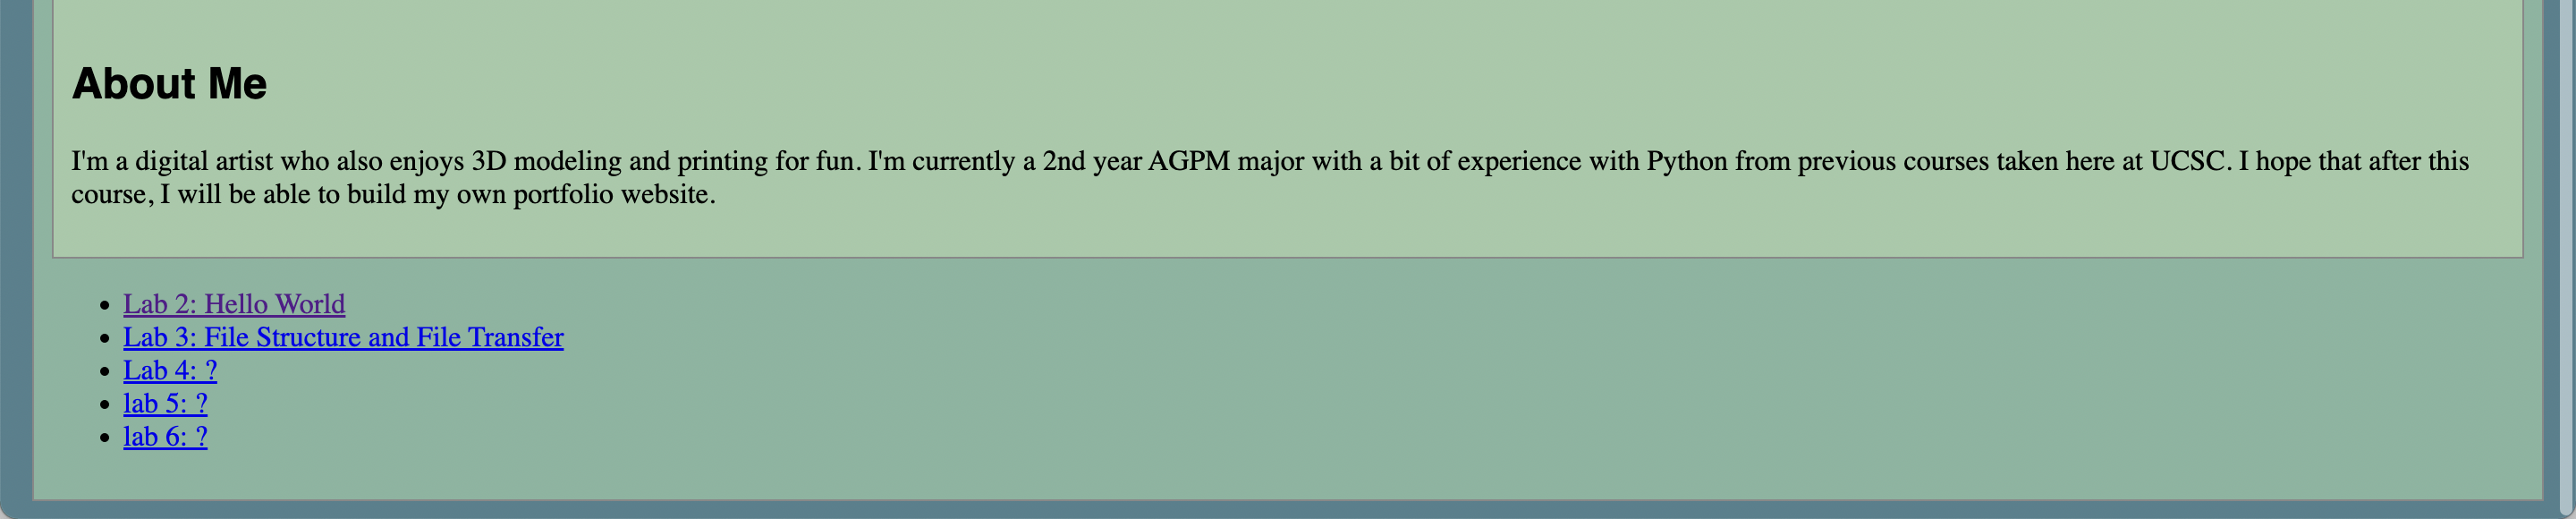 About Me
I'm a digital artist who also enjoys 3D modeling and printing for fun. I'm currently a 2nd year AGPM major with a bit of experience with Python from previous courses taken here at UCSC. I hope that after this
course, I will be able to build my own portfolio website.
Lab 2: Hello World
Lab 3: File Structure and File Transfer
Lab 4: ?
lab 5: ?
lab 6: ?